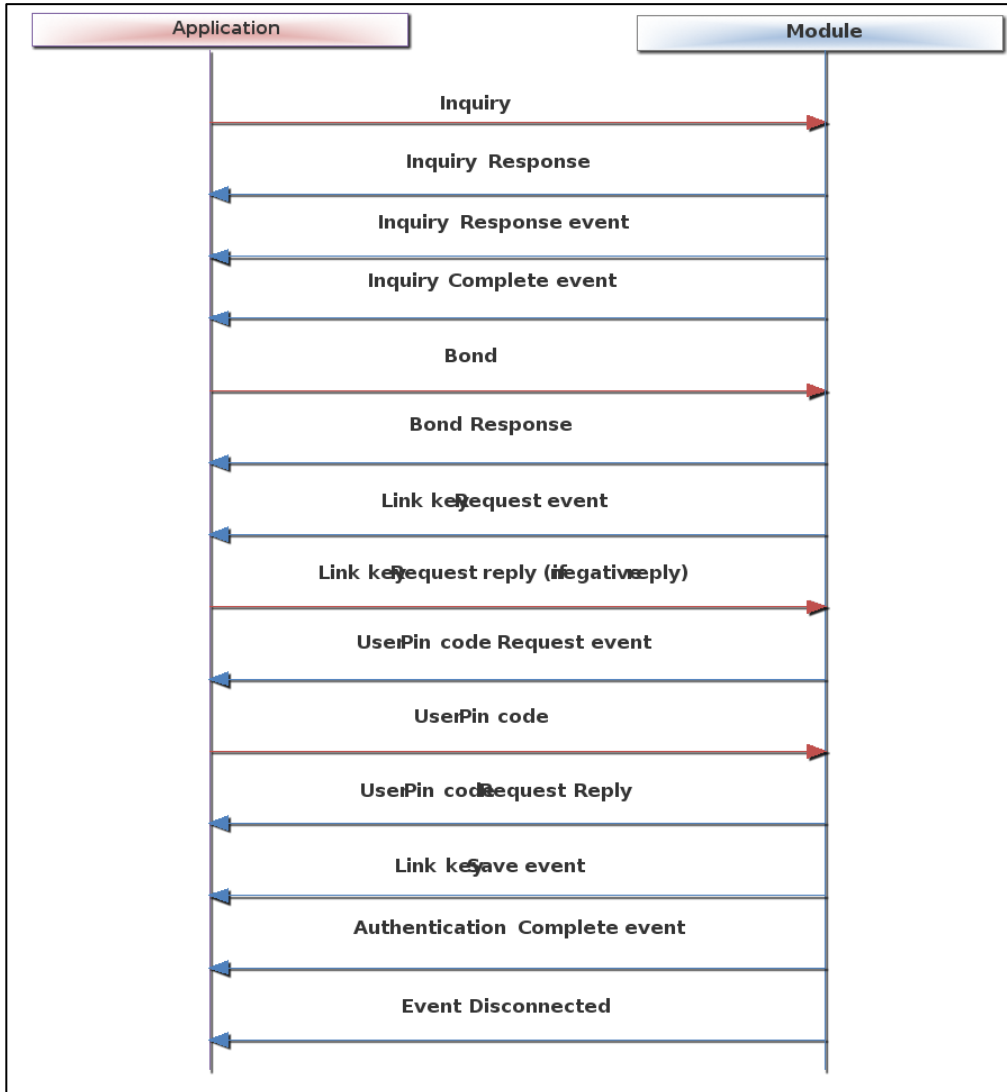 Application
Module
Inquiry
Inquiry Response
Inquiry Response event
Inquiry Complete event
Bond
Bond Response
Link key Request event
Link key Request reply (if negative reply)
User Pin code Request event
User Pin code
User Pin code Request Reply
Link key Save event
Authentication Complete event
Event Disconnected